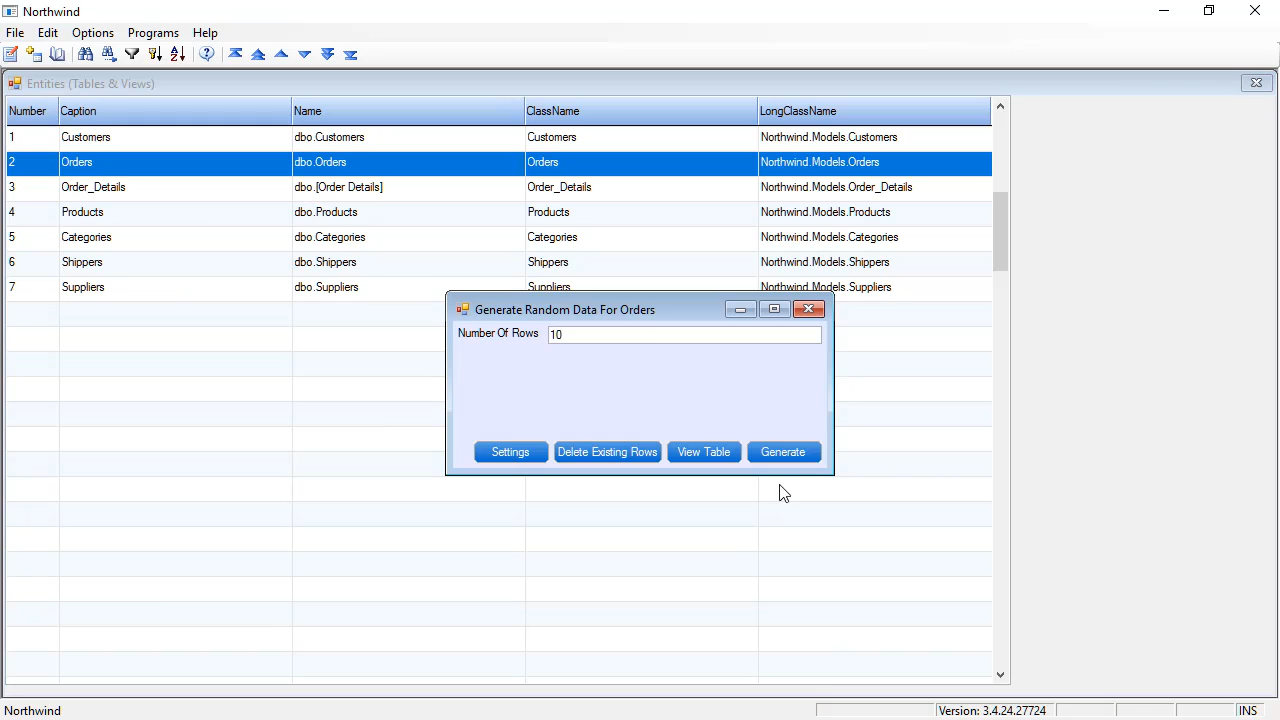 Northwind
File Edit Options Programs Help
Entities (Tables & Views)
Number Caption Name ClassName LongClassName
1 Customers dbo.Customers Customers Northwind.Models.Customers
2 Orders dbo.Orders Orders Northwind.Models.Orders
3 Order_Details dbo.[Order Details] Order_Details Northwind.Models.Order_Details
4 Products dbo.Products Products Northwind.Models.Products
5 Categories dbo.Categories Categories Northwind.Models.Categories
6 Shippers dbo.Shippers Shippers Northwind.Models.Shippers
7 Suppliers dbo.Suppliers Suppliers Northwind.Models.Suppliers
Generate Random Data For Orders
Number Of Rows 10
Settings Delete Existing Rows View Table Generate
Northwind Version: 3.4.24.27724 INS